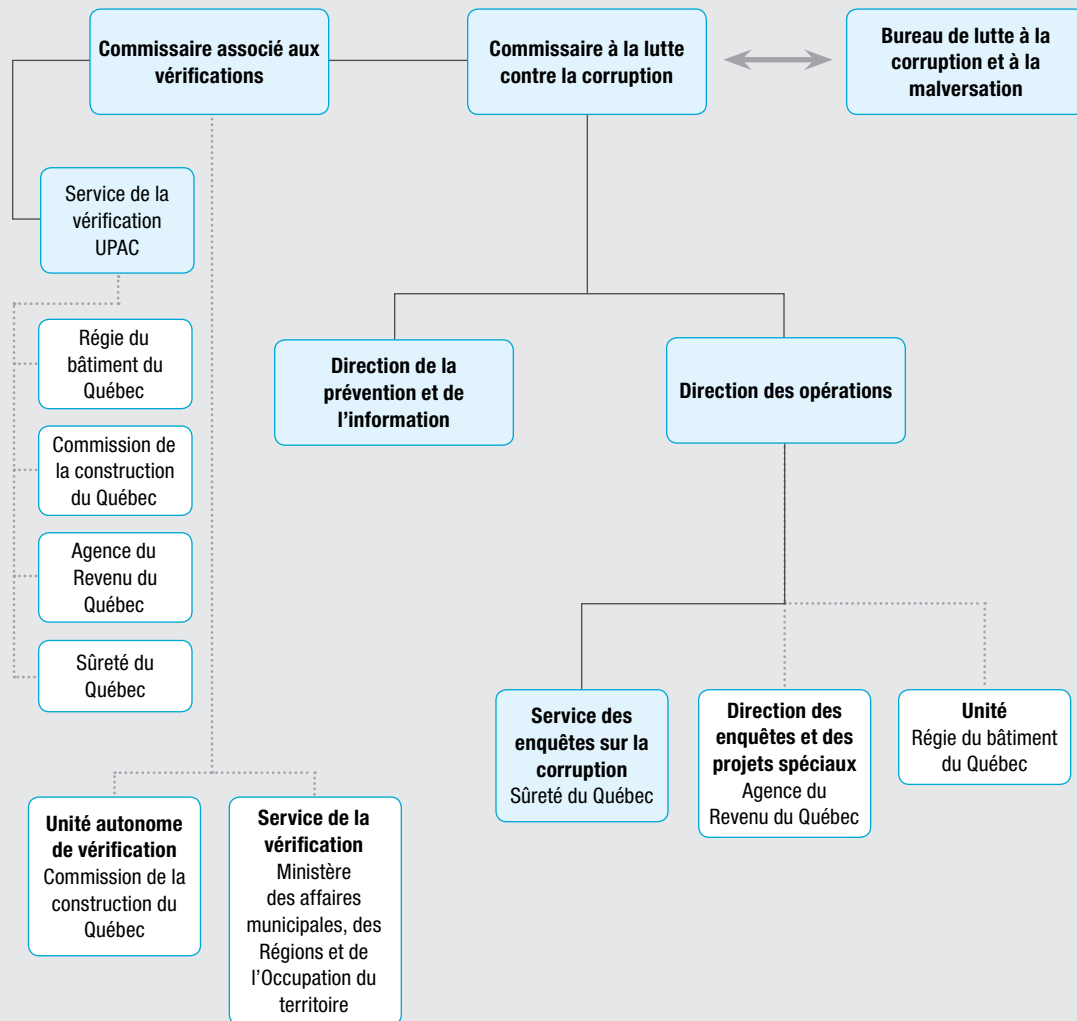 Commissaire associé aux
vérifications
Commissaire à la lutte
contre la corruption
Bureau de lutte à la
corruption et à la
malversation
Service de la
vérification
UPAC
Régie du
bâtiment du
Québec
Commission de
la construction
du Québec
Agence du
Revenu du
Québec
Sûreté du
Québec
Direction de la
prévention et de
l'information
Direction des opérations
Service des
enquêtes sur la
corruption
Sûreté du Québec
Direction des
enquêtes et des
projets spéciaux
Agence du
Revenu du Québec
Unité
Régie du bâtiment
du Québec
Unité autonome
de vérification
Commission de la
construction du
Québec
Service de la
vérification
Ministère
des affaires
municipales, des
Régions et de
l'Occupation du
territoire